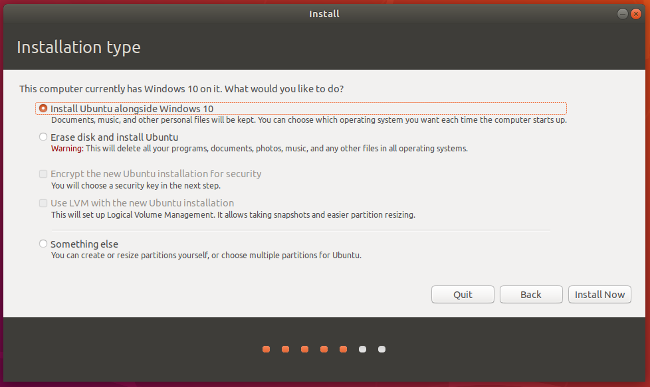 Install
Installation type
This computer currently has Windows 10 on it. What would you like to do?
Install Ubuntu alongside Windows 10
Documents, music, and other personal files will be kept. You can choose which operating system you want each time the computer starts up.
Erase disk and install Ubuntu
Warning: This will delete all your programs, documents, photos, music, and any other files in all operating systems.
Encrypt the new Ubuntu installation for security
You will choose a security key in the next step.
Use LVM with the new Ubuntu installation
This will set up Logical Volume Management. It allows taking snapshots and easier partition resizing.
Something else
You can create or resize partitions yourself, or choose multiple partitions for Ubuntu.
Quit Back Install Now